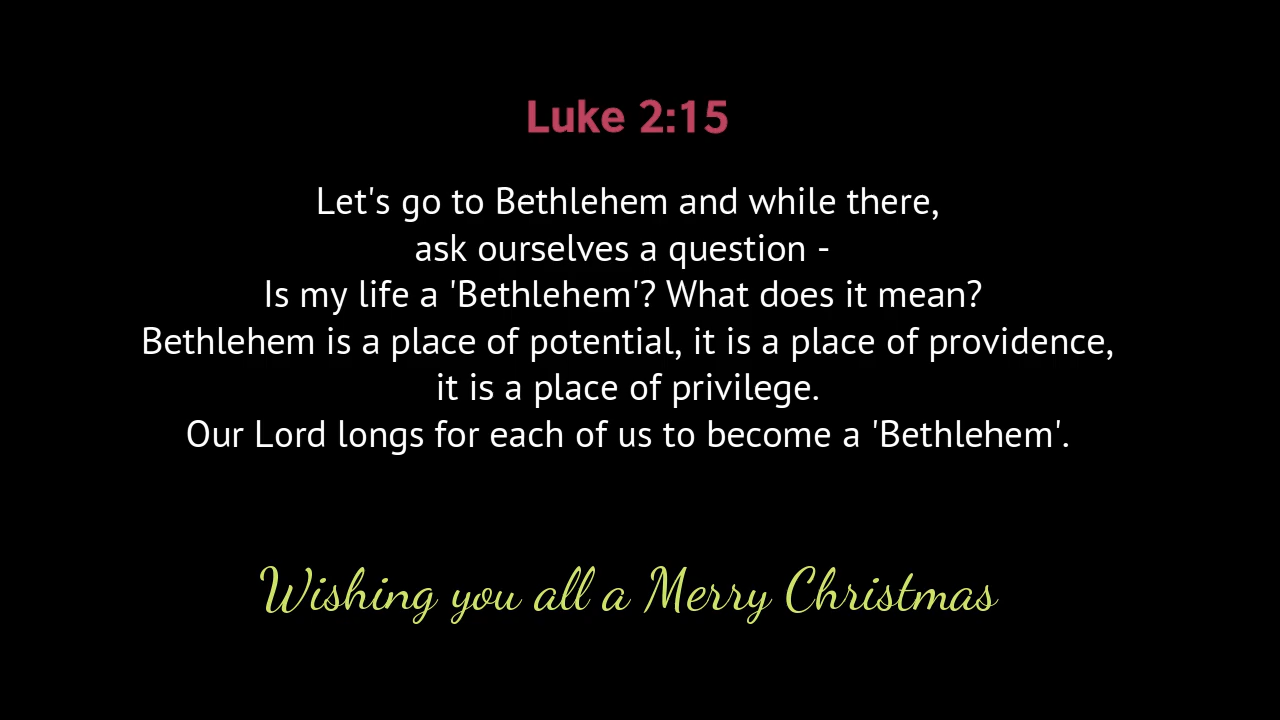 Luke 2:15
Let's go to Bethlehem and while there,
ask ourselves a question -
Is my life a 'Bethlehem'? What does it mean?
Bethlehem is a place of potential, it is a place of providence,
it is a place of privilege.
Our Lord longs for each of us to become a 'Bethlehem'.
Wishing you all a Merry Christmas